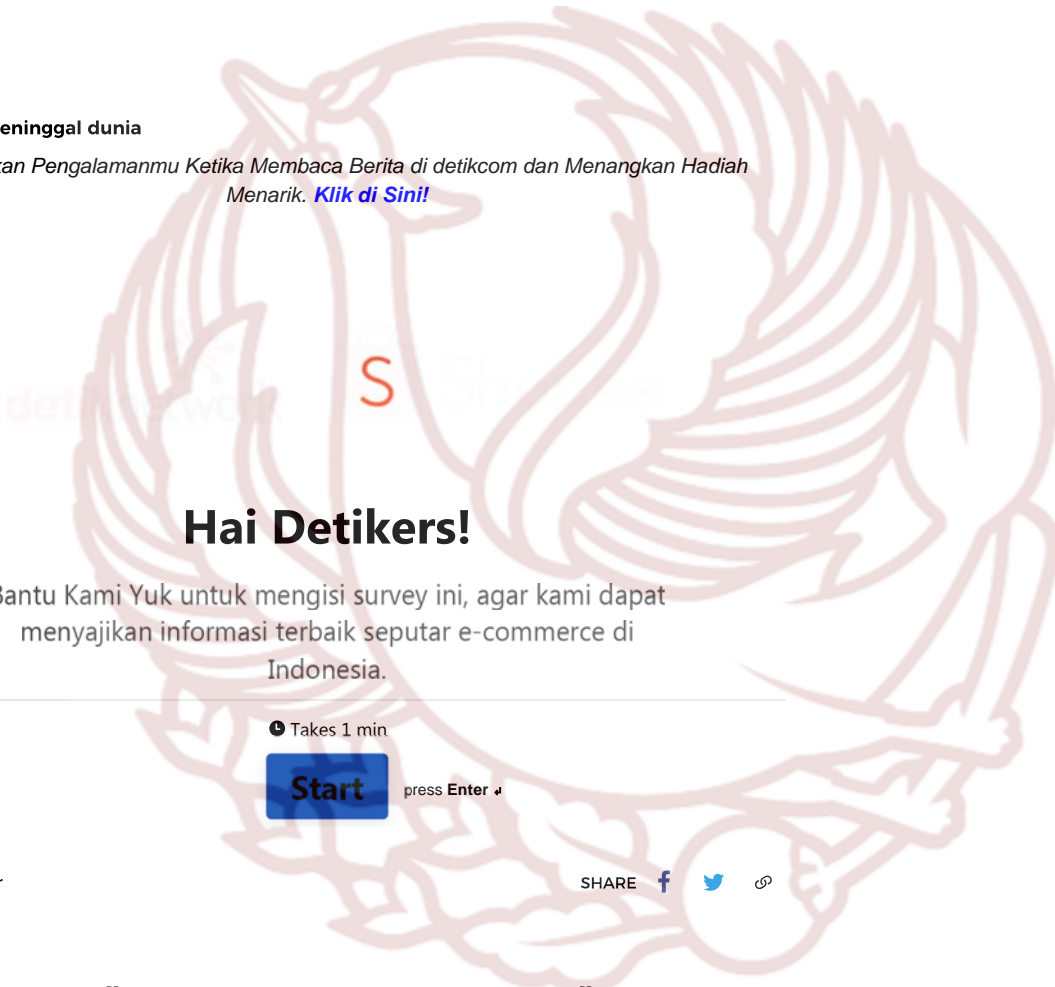 eninggal dunia
kan Pengalamanmu Ketika Membaca Berita di detikcom dan Menangkan Hadiah
Menarik. Klik di Sini!
detiknetwork
S
Shopee
Hai Detikers!
Bantu Kami Yuk untuk mengisi survey ini, agar kami dapat
menyajikan informasi terbaik seputar e-commerce di
Indonesia.
Takes 1 min
Start press Enter
SHARE